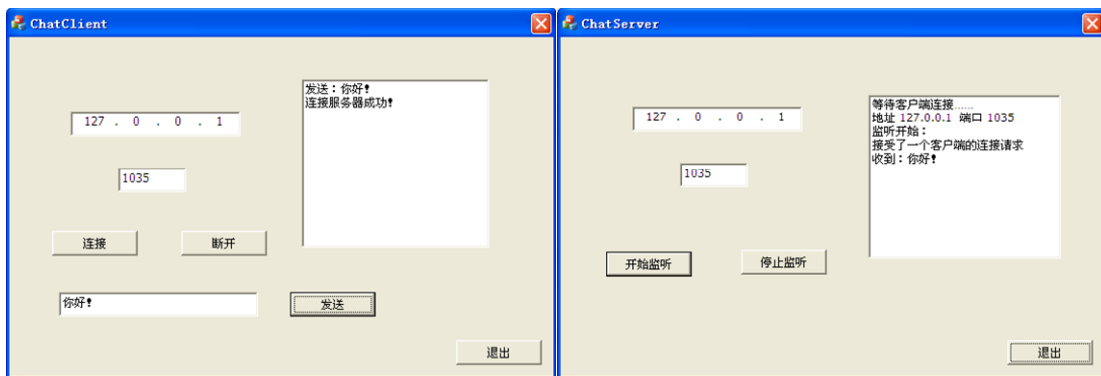 ChatClient
127 . 0 . 0 . 1
1035
连接
断开
发送：你好！
连接服务器成功！
你好！
发送
退出
ChatServer
127 . 0 . 0 . 1
1035
开始监听
停止监听
等待客户端连接......
地址 127.0.0.1 端口 1035
监听开始：
接受了一个客户端的连接请求
收到：你好！
退出